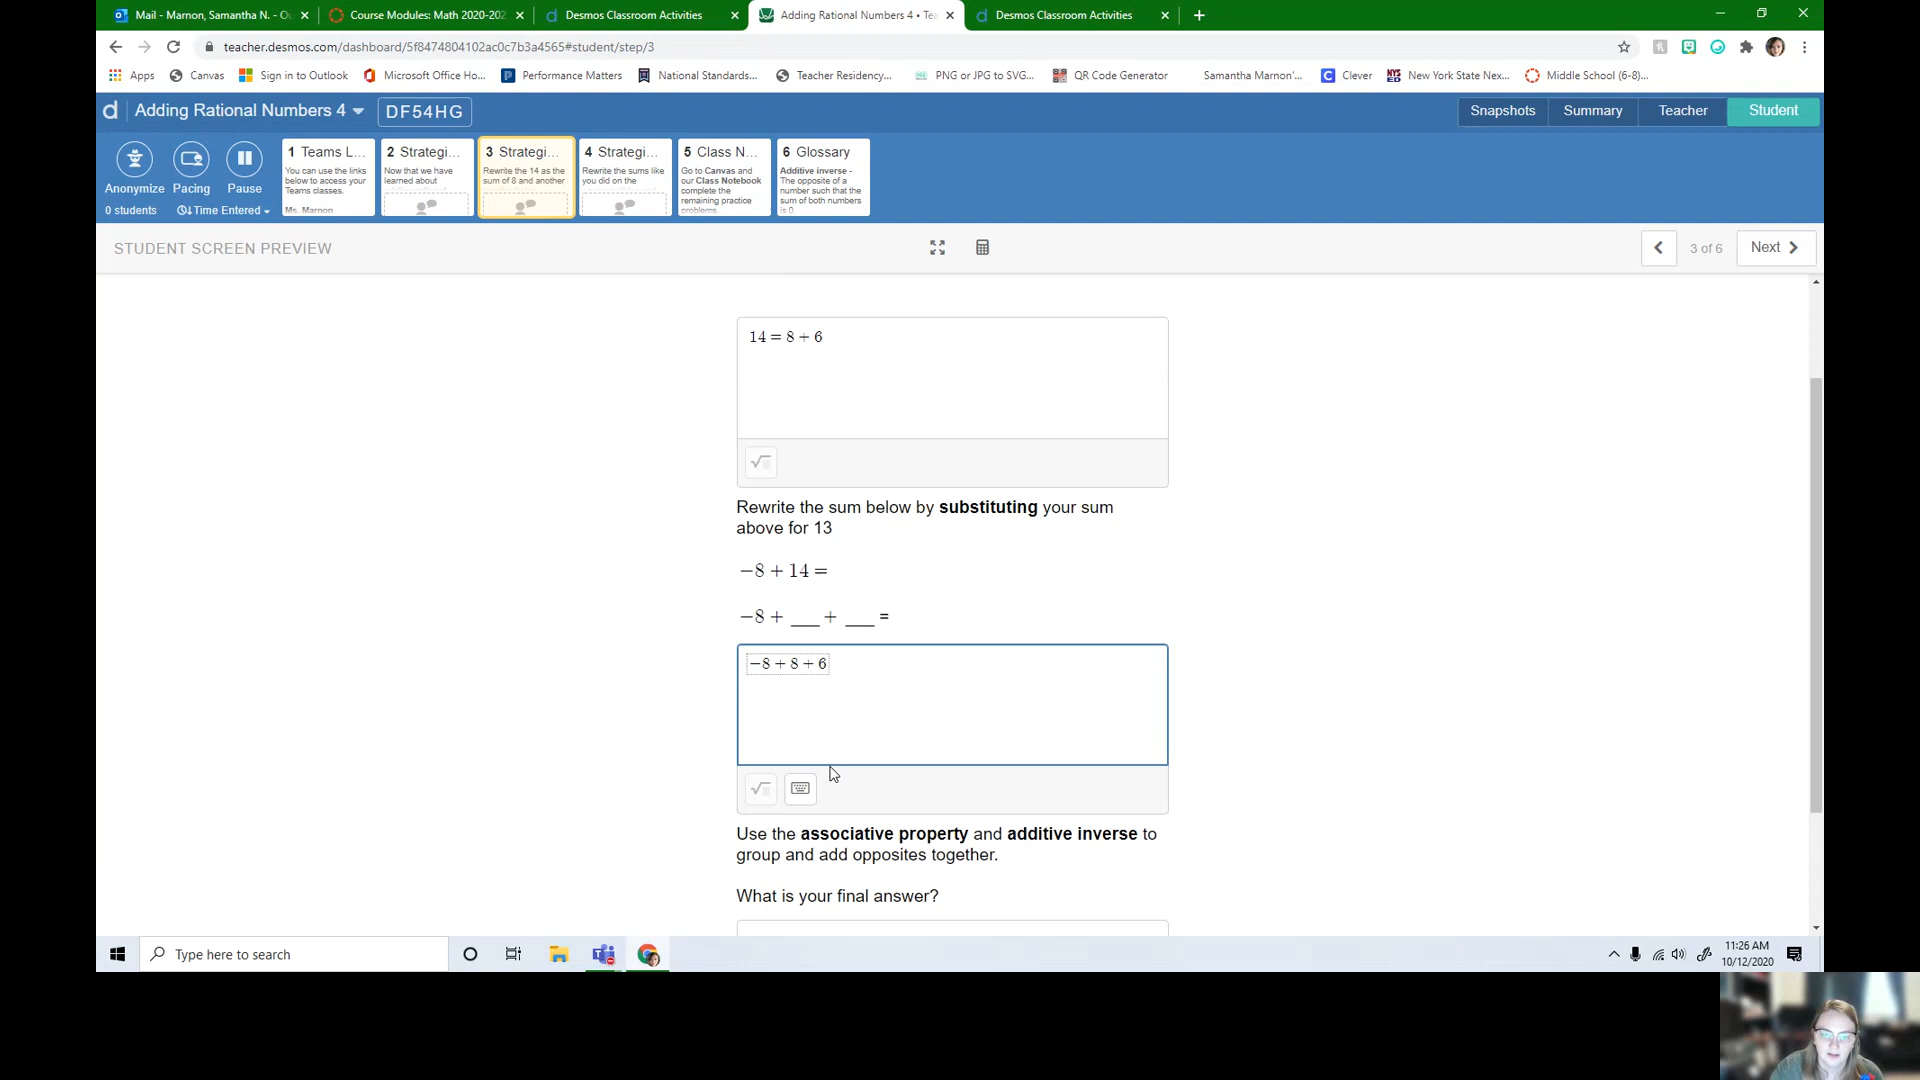 Mail - Marnon, Samantha N. - Ou
Course Modules: Math 2020-202
Desmos Classroom Activities
Adding Rational Numbers 4 • Tea
Desmos Classroom Activities
teacher.desmos.com/dashboard/5f8474804102ac0c7b3a4565#student/step/3
Apps
Canvas
Sign in to Outlook
Microsoft Office Ho...
Performance Matters
National Standards...
Teacher Residency...
PNG or JPG to SVG...
QR Code Generator
Samantha Marnon'...
Clever
New York State Nex...
Middle School (6-8)...
d Adding Rational Numbers 4
DF54HG
Snapshots
Summary
Teacher
Student
Anonymize
Pacing
Pause
0 students
Time Entered
1 Teams L...
You can use the links
below to access your
Teams classes.
Ms. Marnon
2 Strategi...
Now that we have
learned about
3 Strategi...
Rewrite the 14 as the
sum of 8 and another
4 Strategi...
Rewrite the sums like
you did on the
5 Class N...
Go to Canvas and
our Class Notebook
complete the
remaining practice
problems.
6 Glossary
Additive inverse -
The opposite of a
number such that the
sum of both numbers
is 0.
STUDENT SCREEN PREVIEW
3 of 6
Next
14 = 8 + 6
Rewrite the sum below by substituting your sum
above for 13
−8 + 14 =
−8 + ___ + ___ =
−8 + 8 + 6
Use the associative property and additive inverse to
group and add opposites together.
What is your final answer?
Type here to search
11:26 AM
10/12/2020